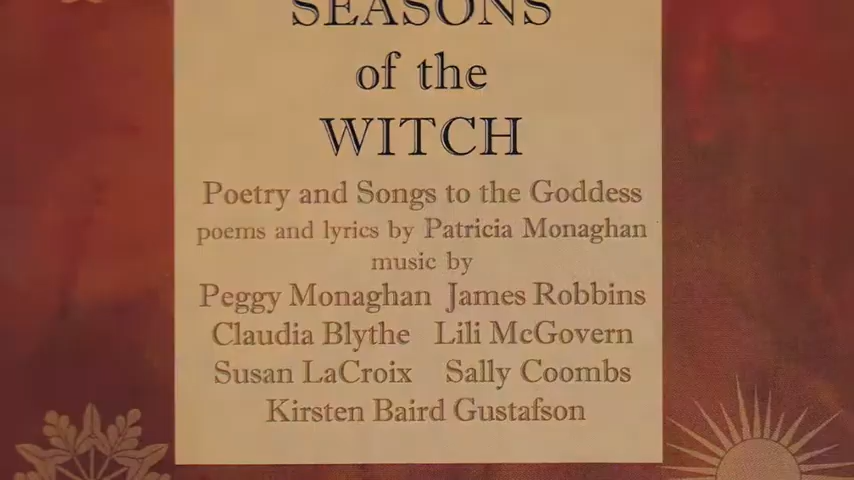 SEASONS
of the
WITCH
Poetry and Songs to the Goddess
poems and lyrics by Patricia Monaghan
music by
Peggy Monaghan James Robbins
Claudia Blythe Lili McGovern
Susan LaCroix Sally Coombs
Kirsten Baird Gustafson